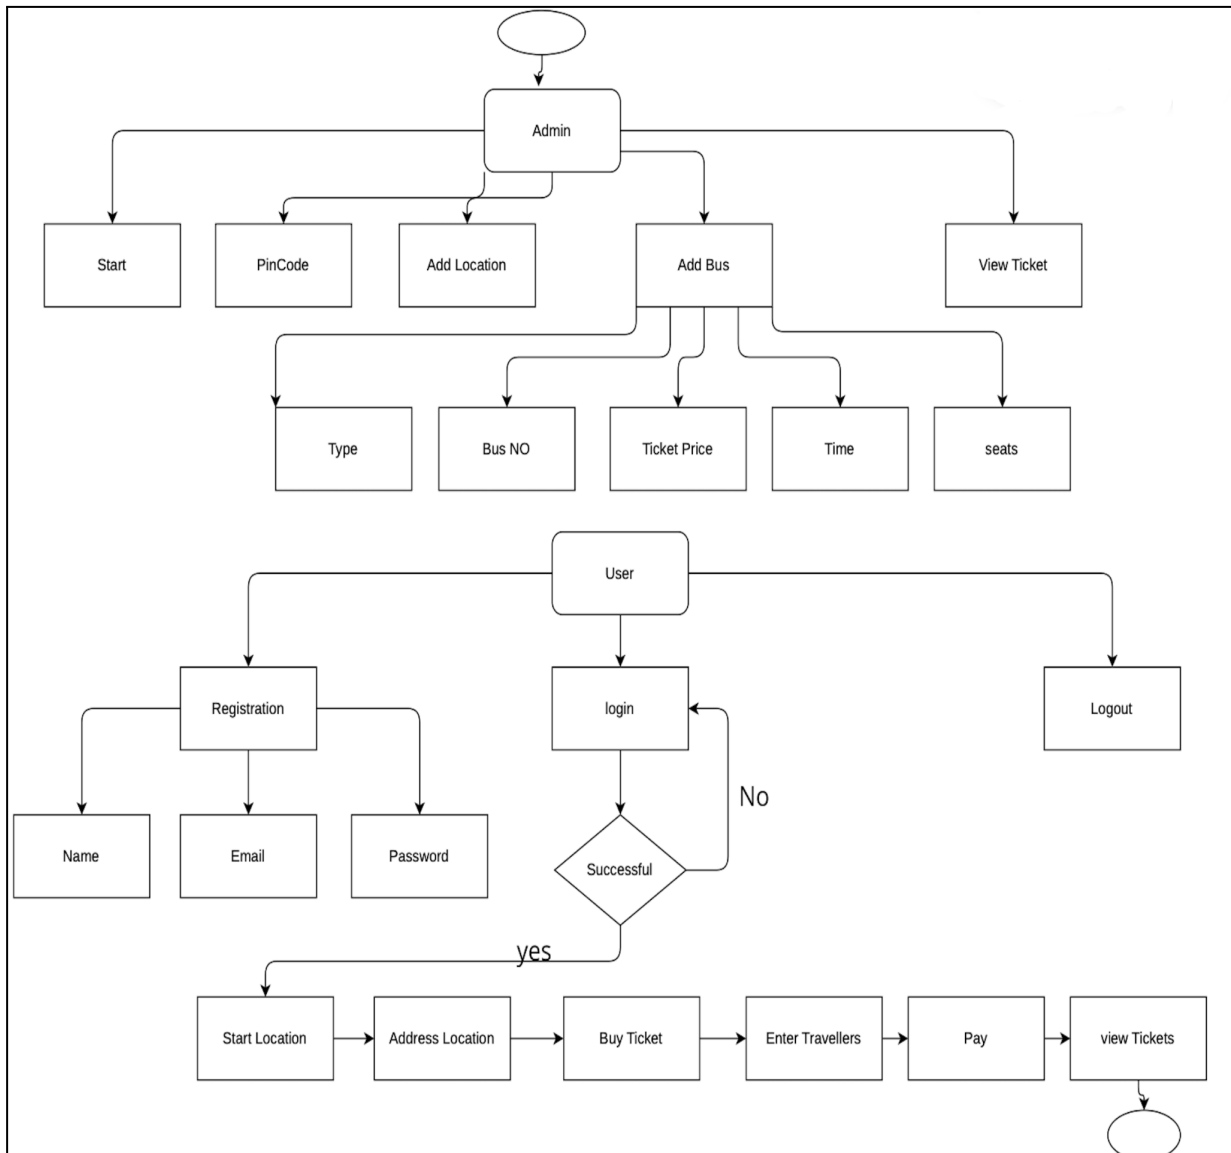 Admin
Start
PinCode
Add Location
Add Bus
View Ticket
Type
Bus NO
Ticket Price
Time
seats
User
Registration
login
Logout
No
Name
Email
Password
Successful
yes
Start Location
Address Location
Buy Ticket
Enter Travellers
Pay
view Tickets